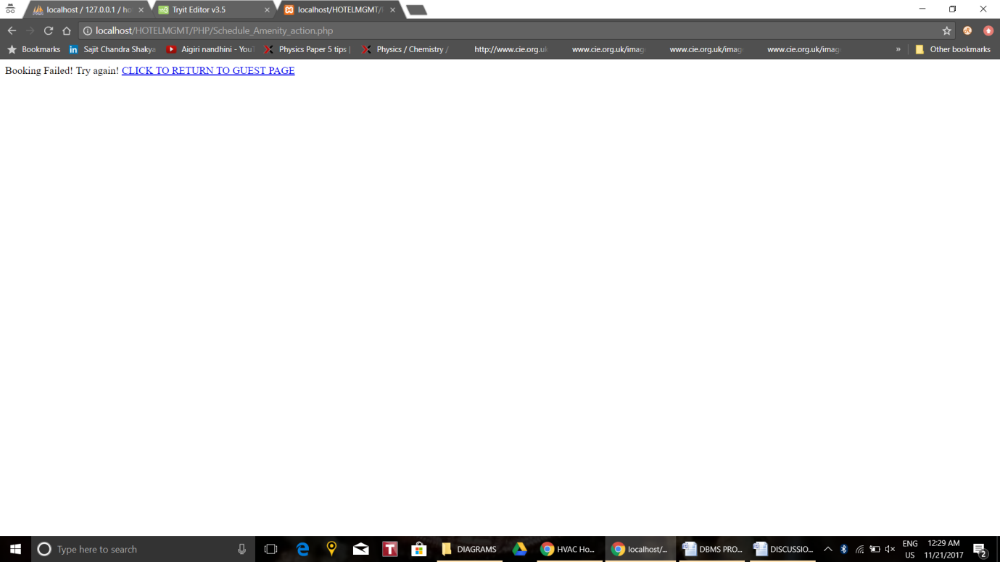 localhost / 127.0.0.1 / ho
Tryit Editor v3.5
localhost/HOTELMGMT/
localhost/HOTELMGMT/PHP/Schedule_Amenity_action.php
Bookmarks
Sajit Chandra Shakya
Aigiri nandhini - YouT
Physics Paper 5 tips |
Physics / Chemistry /
http://www.cie.org.uk
www.cie.org.uk/imag
www.cie.org.uk/imag
www.cie.org.uk/imag
» Other bookmarks
Booking Failed! Try again! CLICK TO RETURN TO GUEST PAGE
Type here to search
DIAGRAMS
HVAC Ho...
localhost/...
DBMS PRO...
DISCUSSIO...
ENG
US
12:29 AM
11/21/2017
2